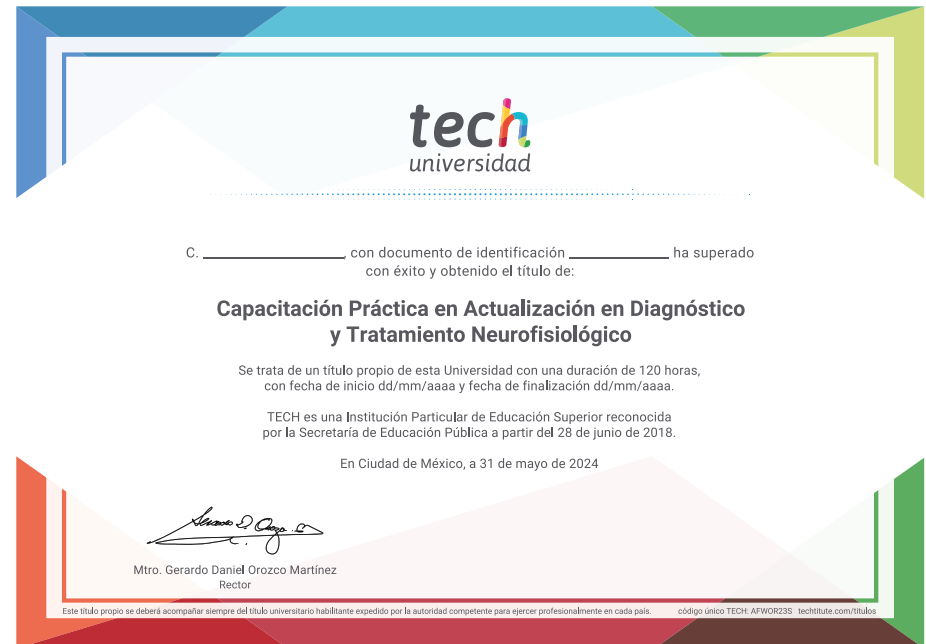 tech
universidad
C. ____________, con documento de identificación ____________ ha superado
con éxito y obtenido el título de:
Capacitación Práctica en Actualización en Diagnóstico
y Tratamiento Neurofisiológico
Se trata de un título propio de esta Universidad con una duración de 120 horas,
con fecha de inicio dd/mm/aaaa y fecha de finalización dd/mm/aaaa.
TECH es una Institución Particular de Educación Superior reconocida
por la Secretaría de Educación Pública a partir del 28 de junio de 2018.
En Ciudad de México, a 31 de mayo de 2024
Mtro. Gerardo Daniel Orozco Martínez
Rector
Este título propio se deberá acompañar siempre del título universitario habilitante expedido por la autoridad competente para ejercer profesionalmente en cada país. código único TECH: AFWOR23S techtitute.com/titulos